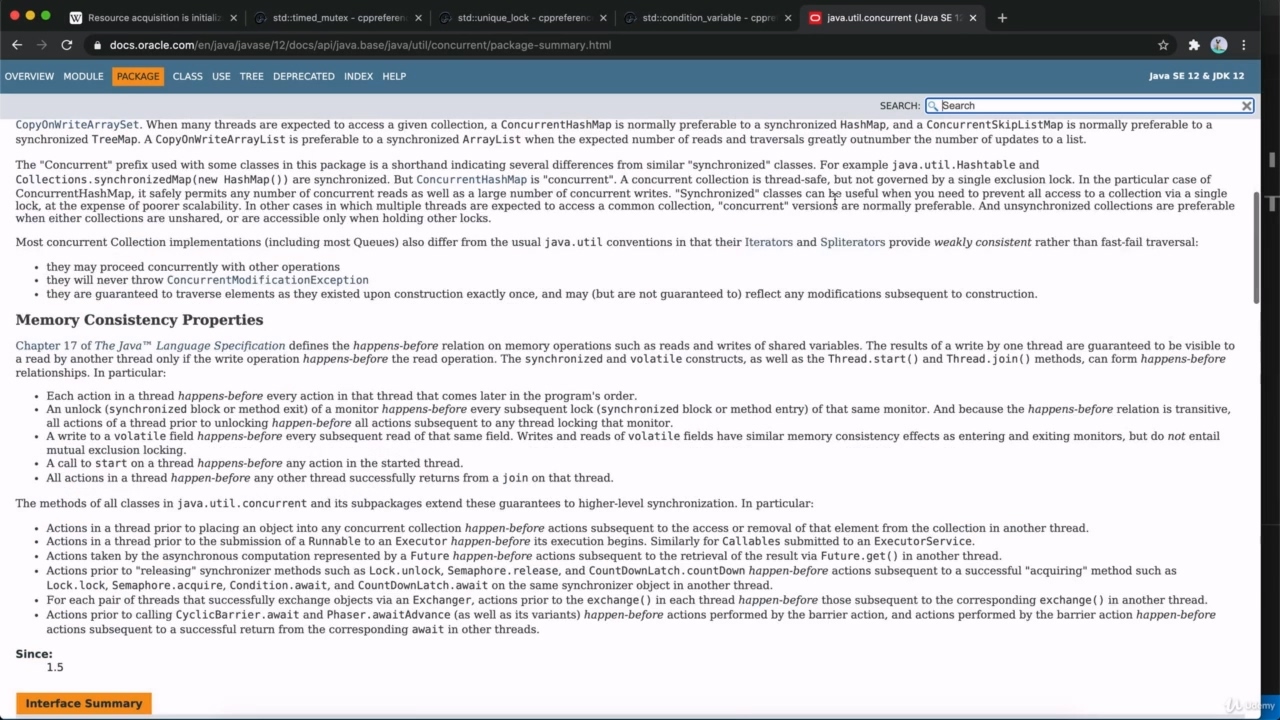 Resource acquisition is initializ
std::timed_mutex - cppreferen
std::unique_lock - cppreferenc
std::condition_variable - cppre
java.util.concurrent (Java SE 12
docs.oracle.com/en/java/javase/12/docs/api/java.base/java/util/concurrent/package-summary.html
OVERVIEW MODULE PACKAGE CLASS USE TREE DEPRECATED INDEX HELP
Java SE 12 & JDK 12
SEARCH: Search
CopyOnWriteArraySet. When many threads are expected to access a given collection, a ConcurrentHashMap is normally preferable to a synchronized HashMap, and a ConcurrentSkipListMap is normally preferable to a
synchronized TreeMap. A CopyOnWriteArrayList is preferable to a synchronized ArrayList when the expected number of reads and traversals greatly outnumber the number of updates to a list.
The "Concurrent" prefix used with some classes in this package is a shorthand indicating several differences from similar "synchronized" classes. For example java.util.Hashtable and
Collections.synchronizedMap(new HashMap()) are synchronized. But ConcurrentHashMap is "concurrent". A concurrent collection is thread-safe, but not governed by a single exclusion lock. In the particular case of
ConcurrentHashMap, it safely permits any number of concurrent reads as well as a large number of concurrent writes. "Synchronized" classes can be useful when you need to prevent all access to a collection via a single
lock, at the expense of poorer scalability. In other cases in which multiple threads are expected to access a common collection, "concurrent" versions are normally preferable. And unsynchronized collections are preferable
when either collections are unshared, or are accessible only when holding other locks.
Most concurrent Collection implementations (including most Queues) also differ from the usual java.util conventions in that their Iterators and Spliterators provide weakly consistent rather than fast-fail traversal:
• they may proceed concurrently with other operations
• they will never throw ConcurrentModificationException
• they are guaranteed to traverse elements as they existed upon construction exactly once, and may (but are not guaranteed to) reflect any modifications subsequent to construction.
Memory Consistency Properties
Chapter 17 of The Java™ Language Specification defines the happens-before relation on memory operations such as reads and writes of shared variables. The results of a write by one thread are guaranteed to be visible to
a read by another thread only if the write operation happens-before the read operation. The synchronized and volatile constructs, as well as the Thread.start() and Thread.join() methods, can form happens-before
relationships. In particular:
• Each action in a thread happens-before every action in that thread that comes later in the program's order.
• An unlock (synchronized block or method exit) of a monitor happens-before every subsequent lock (synchronized block or method entry) of that same monitor. And because the happens-before relation is transitive,
all actions of a thread prior to unlocking happen-before all actions subsequent to any thread locking that monitor.
• A write to a volatile field happens-before every subsequent read of that same field. Writes and reads of volatile fields have similar memory consistency effects as entering and exiting monitors, but do not entail
mutual exclusion locking.
• A call to start on a thread happens-before any action in the started thread.
• All actions in a thread happen-before any other thread successfully returns from a join on that thread.
The methods of all classes in java.util.concurrent and its subpackages extend these guarantees to higher-level synchronization. In particular:
• Actions in a thread prior to placing an object into any concurrent collection happen-before actions subsequent to the access or removal of that element from the collection in another thread.
• Actions in a thread prior to the submission of a Runnable to an Executor happen-before its execution begins. Similarly for Callables submitted to an ExecutorService.
• Actions taken by the asynchronous computation represented by a Future happen-before actions subsequent to the retrieval of the result via Future.get() in another thread.
• Actions prior to "releasing" synchronizer methods such as Lock.unlock, Semaphore.release, and CountDownLatch.countDown happen-before actions subsequent to a successful "acquiring" method such as
Lock.lock, Semaphore.acquire, Condition.await, and CountDownLatch.await on the same synchronizer object in another thread.
• For each pair of threads that successfully exchange objects via an Exchanger, actions prior to the exchange() in each thread happen-before those subsequent to the corresponding exchange() in another thread.
• Actions prior to calling CyclicBarrier.await and Phaser.awaitAdvance (as well as its variants) happen-before actions performed by the barrier action, and actions performed by the barrier action happen-before
actions subsequent to a successful return from the corresponding await in other threads.
Since:
1.5
Interface Summary
Udemy